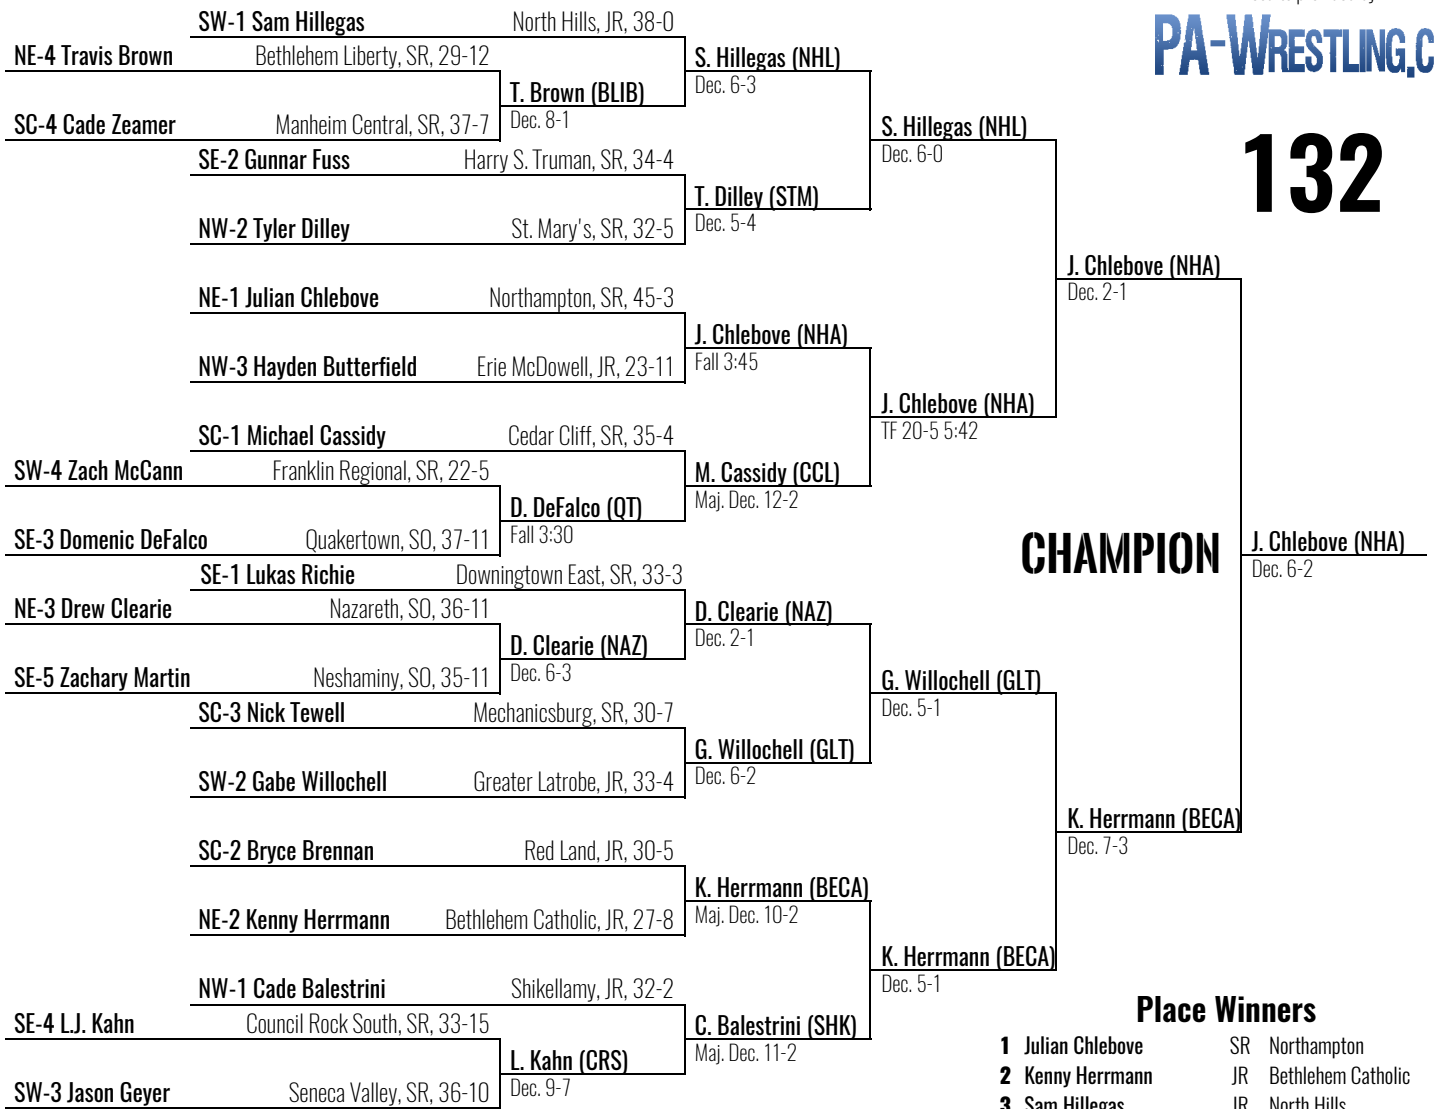 PA-WRESTLING.C
132
SW-1 Sam Hillegas North Hills, JR, 38-0
NE-4 Travis Brown Bethlehem Liberty, SR, 29-12
S. Hillegas (NHL)
Dec. 6-3
T. Brown (BLIB)
Dec. 8-1
SC-4 Cade Zeamer Manheim Central, SR, 37-7
S. Hillegas (NHL)
Dec. 6-0
SE-2 Gunnar Fuss Harry S. Truman, SR, 34-4
T. Dilley (STM)
Dec. 5-4
NW-2 Tyler Dilley St. Mary's, SR, 32-5
J. Chlebove (NHA)
Dec. 2-1
NE-1 Julian Chlebove Northampton, SR, 45-3
J. Chlebove (NHA)
Fall 3:45
NW-3 Hayden Butterfield Erie McDowell, JR, 23-11
J. Chlebove (NHA)
TF 20-5 5:42
SC-1 Michael Cassidy Cedar Cliff, SR, 35-4
SW-4 Zach McCann Franklin Regional, SR, 22-5
M. Cassidy (CCL)
Maj. Dec. 12-2
D. DeFalco (QT)
Fall 3:30
SE-3 Domenic DeFalco Quakertown, SO, 37-11
CHAMPION
J. Chlebove (NHA)
Dec. 6-2
SE-1 Lukas Richie Downingtown East, SR, 33-3
NE-3 Drew Clearie Nazareth, SO, 36-11
D. Clearie (NAZ)
Dec. 2-1
D. Clearie (NAZ)
Dec. 6-3
SE-5 Zachary Martin Neshaminy, SO, 35-11
G. Willochell (GLT)
Dec. 5-1
SC-3 Nick Tewell Mechanicsburg, SR, 30-7
G. Willochell (GLT)
Dec. 6-2
SW-2 Gabe Willochell Greater Latrobe, JR, 33-4
K. Herrmann (BECA)
Dec. 7-3
SC-2 Bryce Brennan Red Land, JR, 30-5
K. Herrmann (BECA)
Maj. Dec. 10-2
NE-2 Kenny Herrmann Bethlehem Catholic, JR, 27-8
K. Herrmann (BECA)
Dec. 5-1
NW-1 Cade Balestrini Shikellamy, JR, 32-2
SE-4 L.J. Kahn Council Rock South, SR, 33-15
C. Balestrini (SHK)
Maj. Dec. 11-2
L. Kahn (CRS)
Dec. 9-7
SW-3 Jason Geyer Seneca Valley, SR, 36-10
Place Winners
1 Julian Chlebove SR Northampton
2 Kenny Herrmann JR Bethlehem Catholic
3 Sam Hillegas JR North Hills